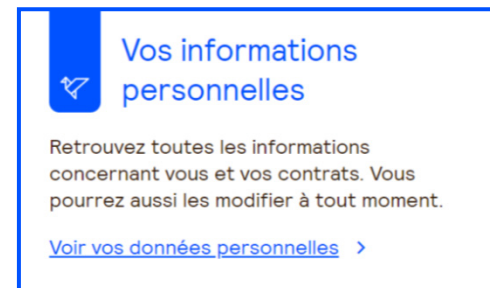 Vos informations
personnelles
Retrouvez toutes les informations
concernant vous et vos contrats. Vous
pourrez aussi les modifier à tout moment.
Voir vos données personnelles >